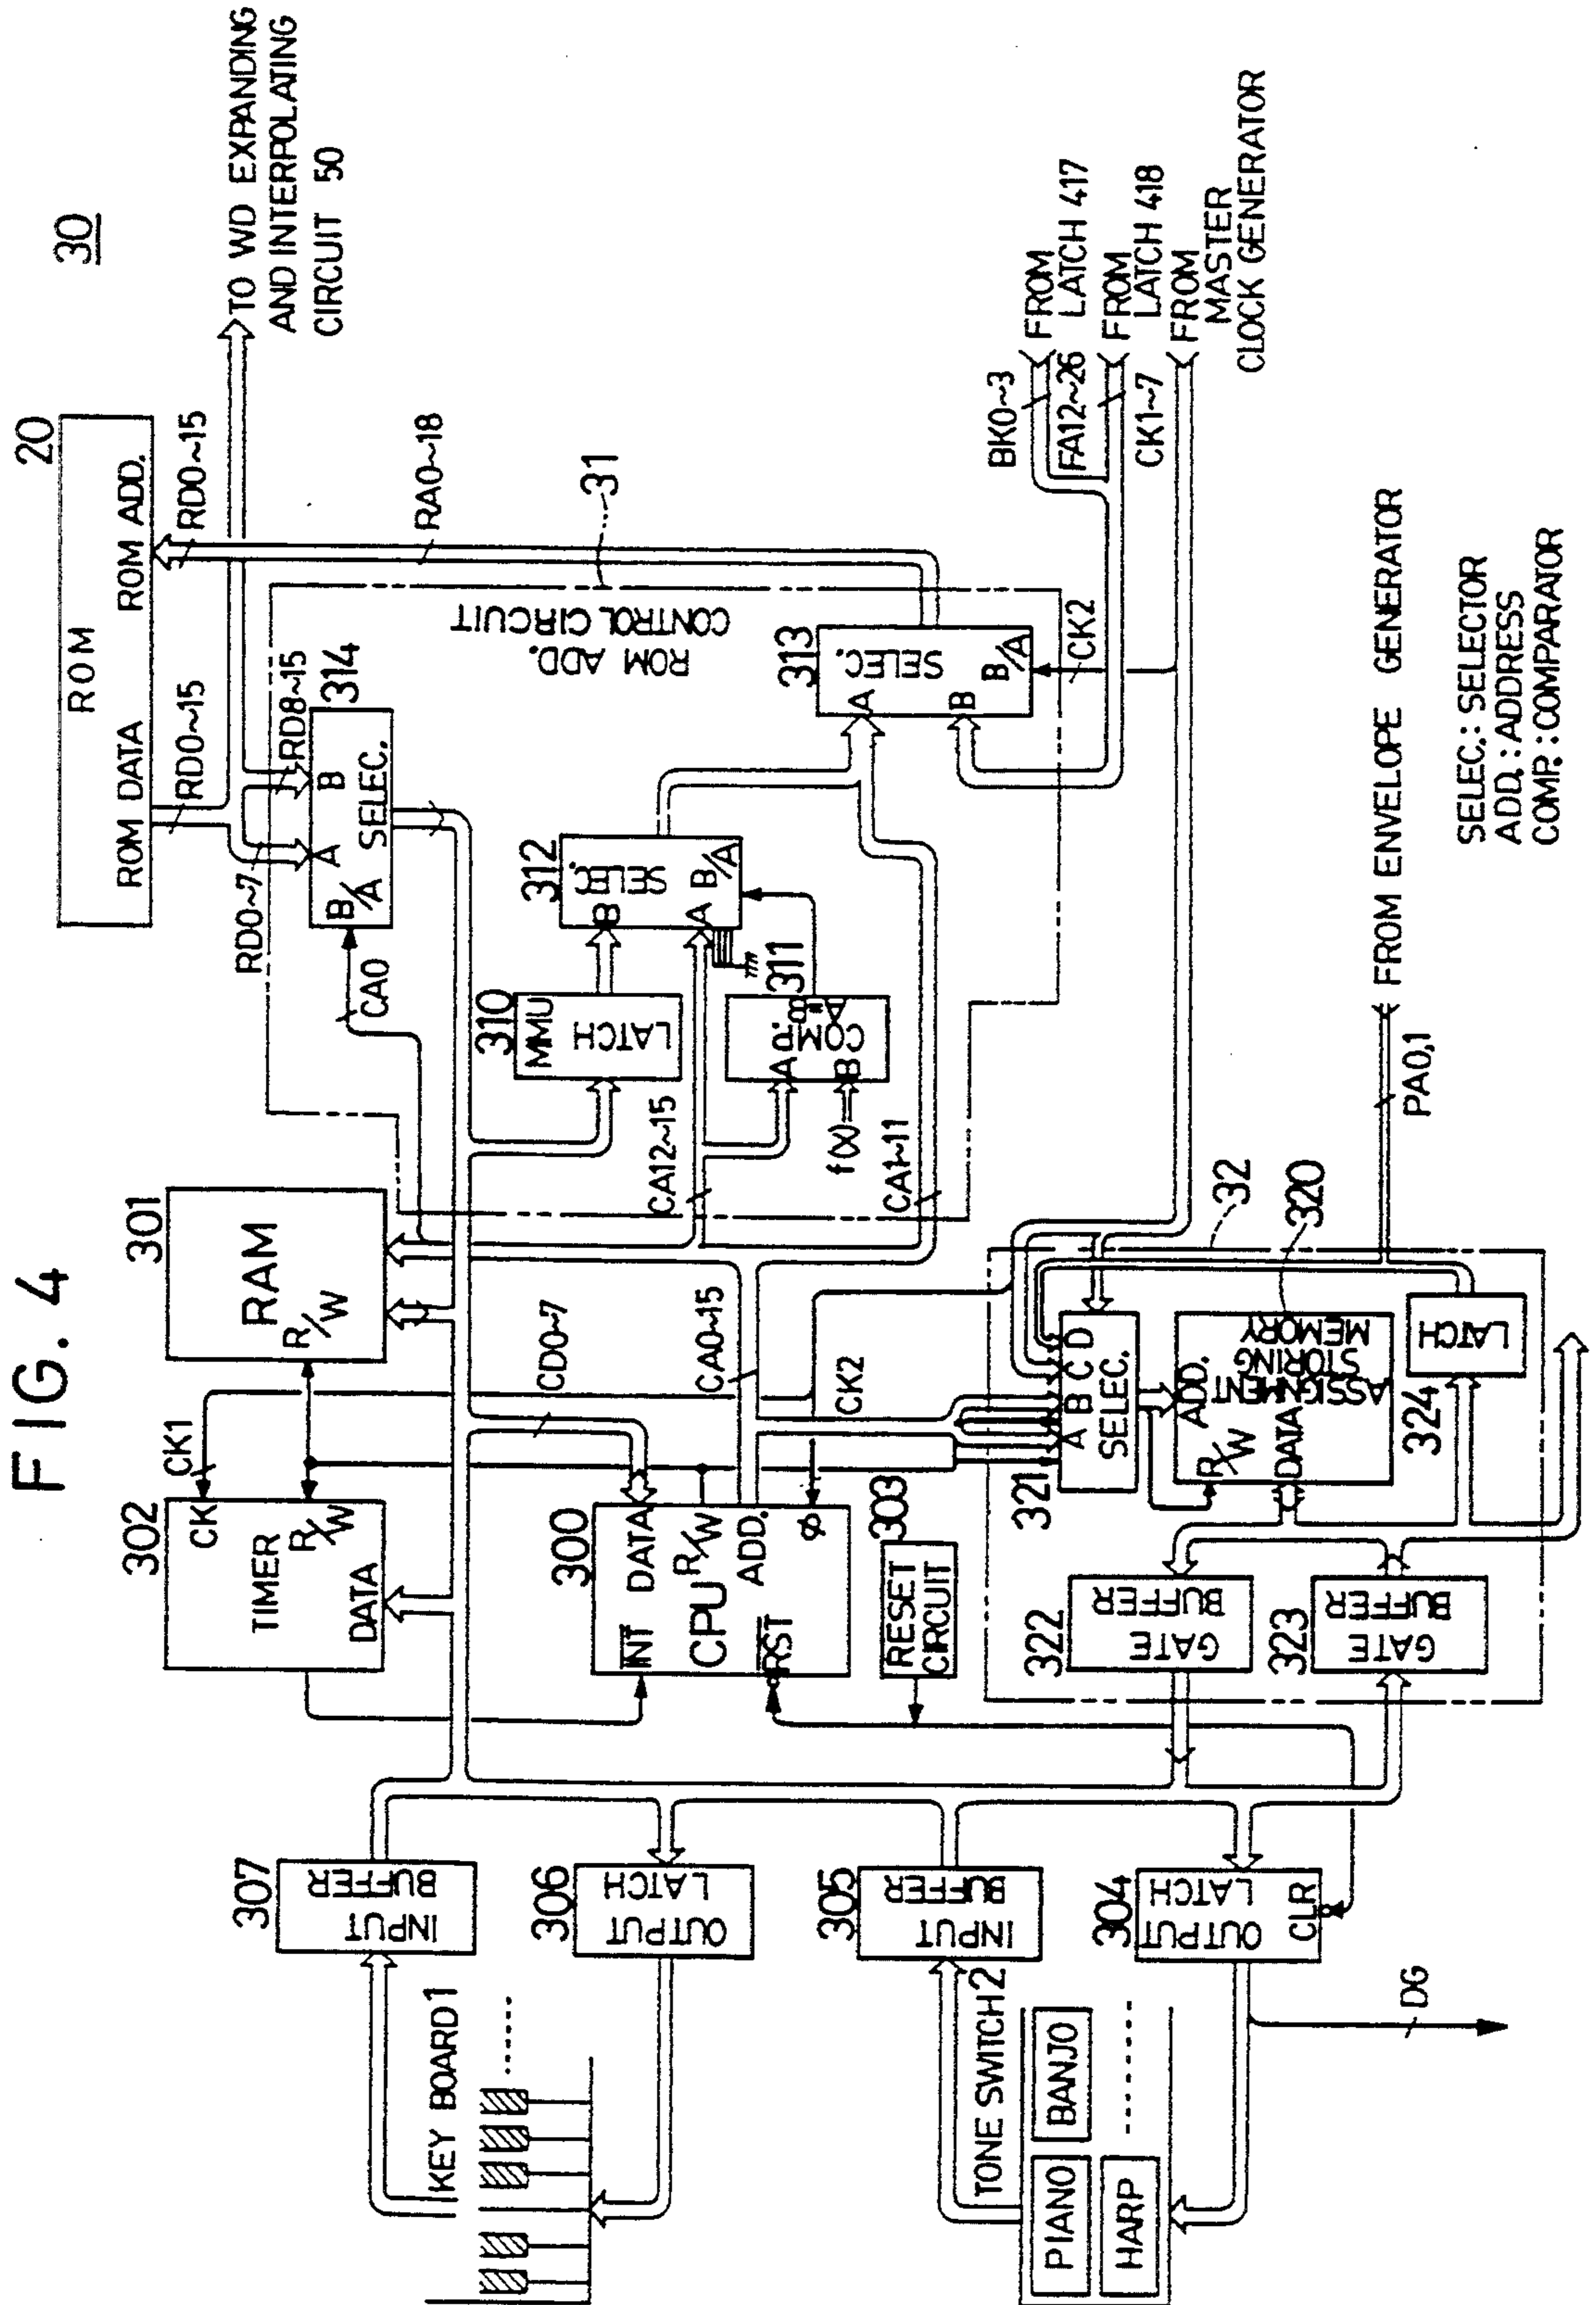 FIG. 4
30
KEY BOARD 1
307
INPUT
BUFFER
306
OUTPUT
LATCH
TONE SWITCH 2
PIANO
BANJO
HARP
305
INPUT
BUFFER
304
OUTPUT
LATCH
CLR
DG
302
CK
TIMER
R/W
DATA
CK1
301
RAM
R/W
300
INT
DATA
CPU
R/W
ADD.
RST
φ
303
RESET
CIRCUIT
CD0~7
CA0~15
CK2
20
ROM
ROM DATA
ROM ADD.
RD0~15
RD0~15
RD0~7
RD8~15
314
A
B
B/A
SELEC.
CA0
TO WD EXPANDING
AND INTERPOLATING
CIRCUIT 50
RA0~18
31
ROM ADD.
CONTROL CIRCUIT
310
MMU
LATCH
CA12~15
311
COMP.
A
B
A=B
f(x)
CA1~11
312
SELEC.
B
A
B/A
313
SELEC.
A
B
B/A
CK2
BK0~3
FROM
LATCH 417
FA12~26
FROM
LATCH 418
CK1~7
FROM
MASTER
CLOCK GENERATOR
32
321
A B C D
SELEC.
320
ADD.
R/W
DATA
ASSIGNMENT
STORING
MEMORY
322
BUFFER
GATE
323
BUFFER
GATE
324
LATCH
PA0,1
FROM ENVELOPE GENERATOR
SELEC.: SELECTOR
ADD.: ADDRESS
COMP.: COMPARATOR